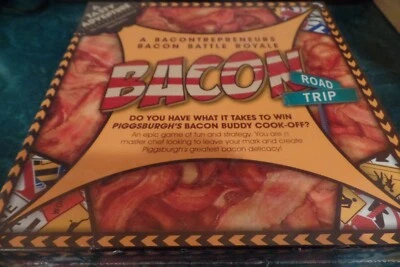 A BACONTREPRENEURS
BACON BATTLE ROYALE
BACON
ROAD
TRIP
DO YOU HAVE WHAT IT TAKES TO WIN
PIGGSBURGH'S BACON BUDDY COOK-OFF?
An epic game of fun and strategy. You are a
master chef looking to leave your mark and create
Piggsburgh's greatest bacon delicacy!